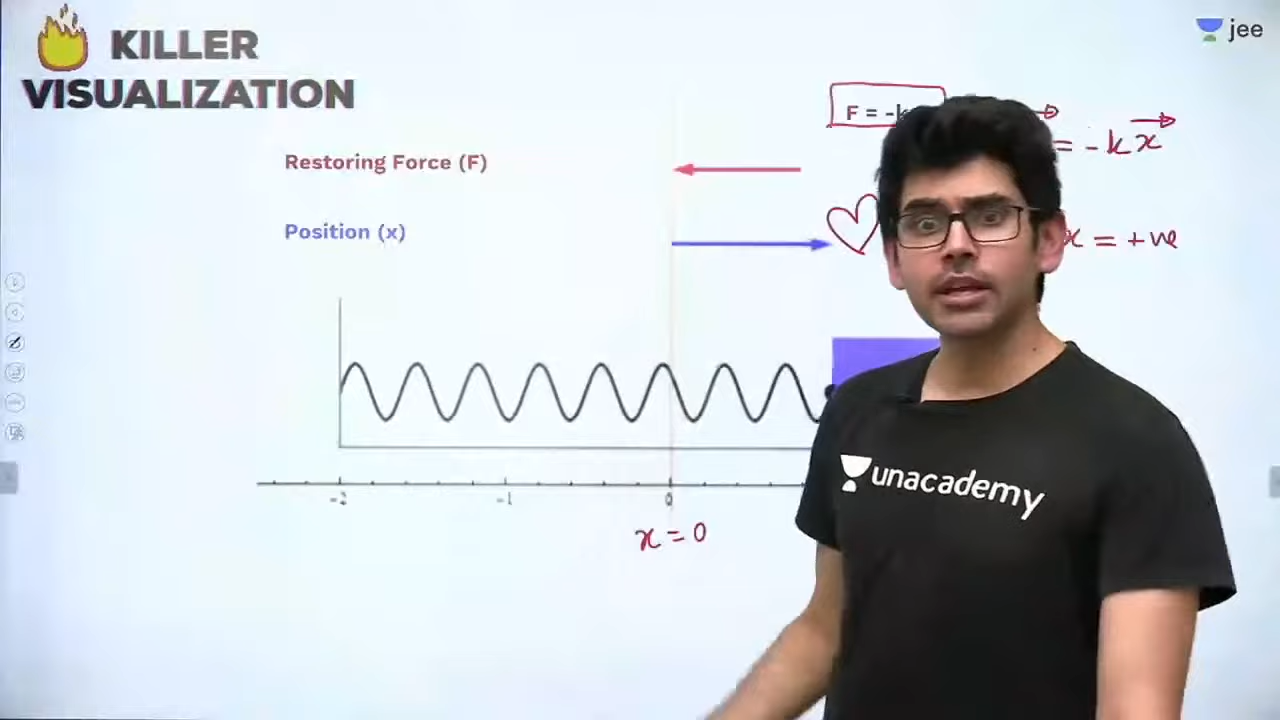 KILLER
VISUALIZATION
jee
F = -k
= -kx
Restoring Force (F)
Position (x)
x = +ve
unacademy
-2 -1 0
x = 0